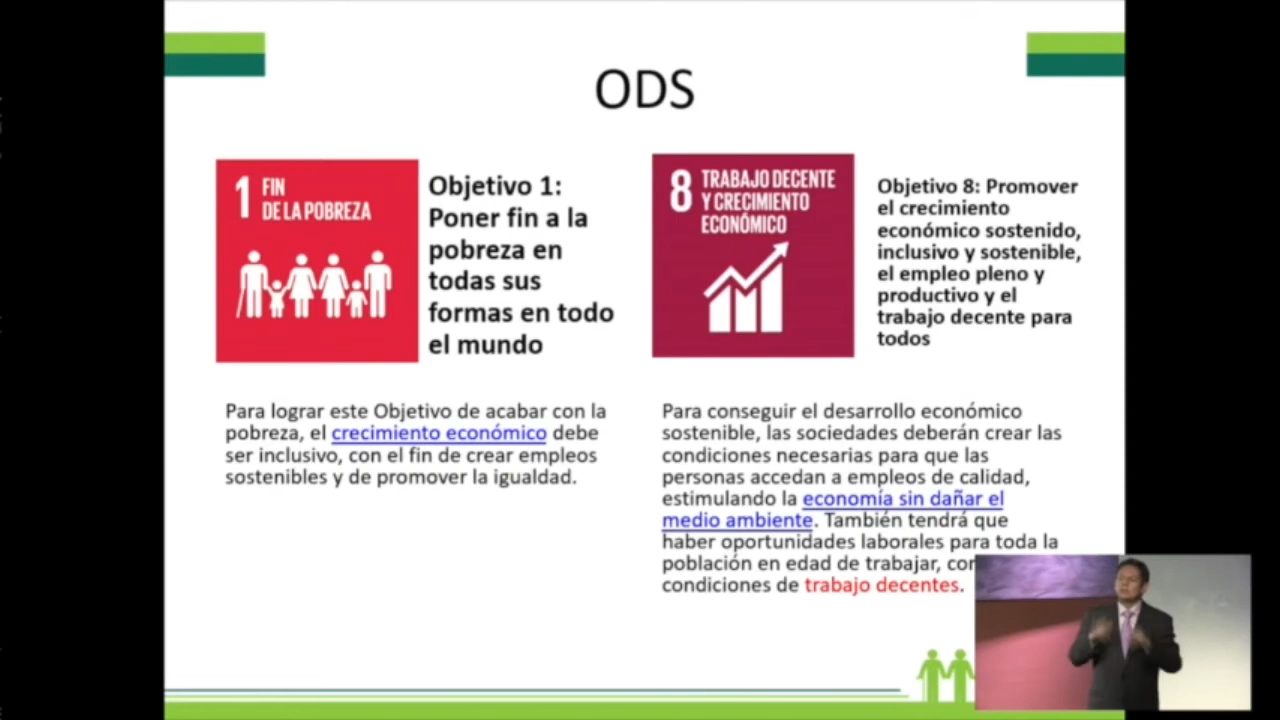 ODS
1 FIN
DE LA POBREZA
Objetivo 1:
Poner fin a la
pobreza en
todas sus
formas en todo
el mundo
8 TRABAJO DECENTE
Y CRECIMIENTO
ECONÓMICO
Objetivo 8: Promover
el crecimiento
económico sostenido,
inclusivo y sostenible,
el empleo pleno y
productivo y el
trabajo decente para
todos
Para lograr este Objetivo de acabar con la
pobreza, el crecimiento económico debe
ser inclusivo, con el fin de crear empleos
sostenibles y de promover la igualdad.
Para conseguir el desarrollo económico
sostenible, las sociedades deberán crear las
condiciones necesarias para que las
personas accedan a empleos de calidad,
estimulando la economía sin dañar el
medio ambiente. También tendrá que
haber oportunidades laborales para toda la
población en edad de trabajar,
condiciones de trabajo decentes.